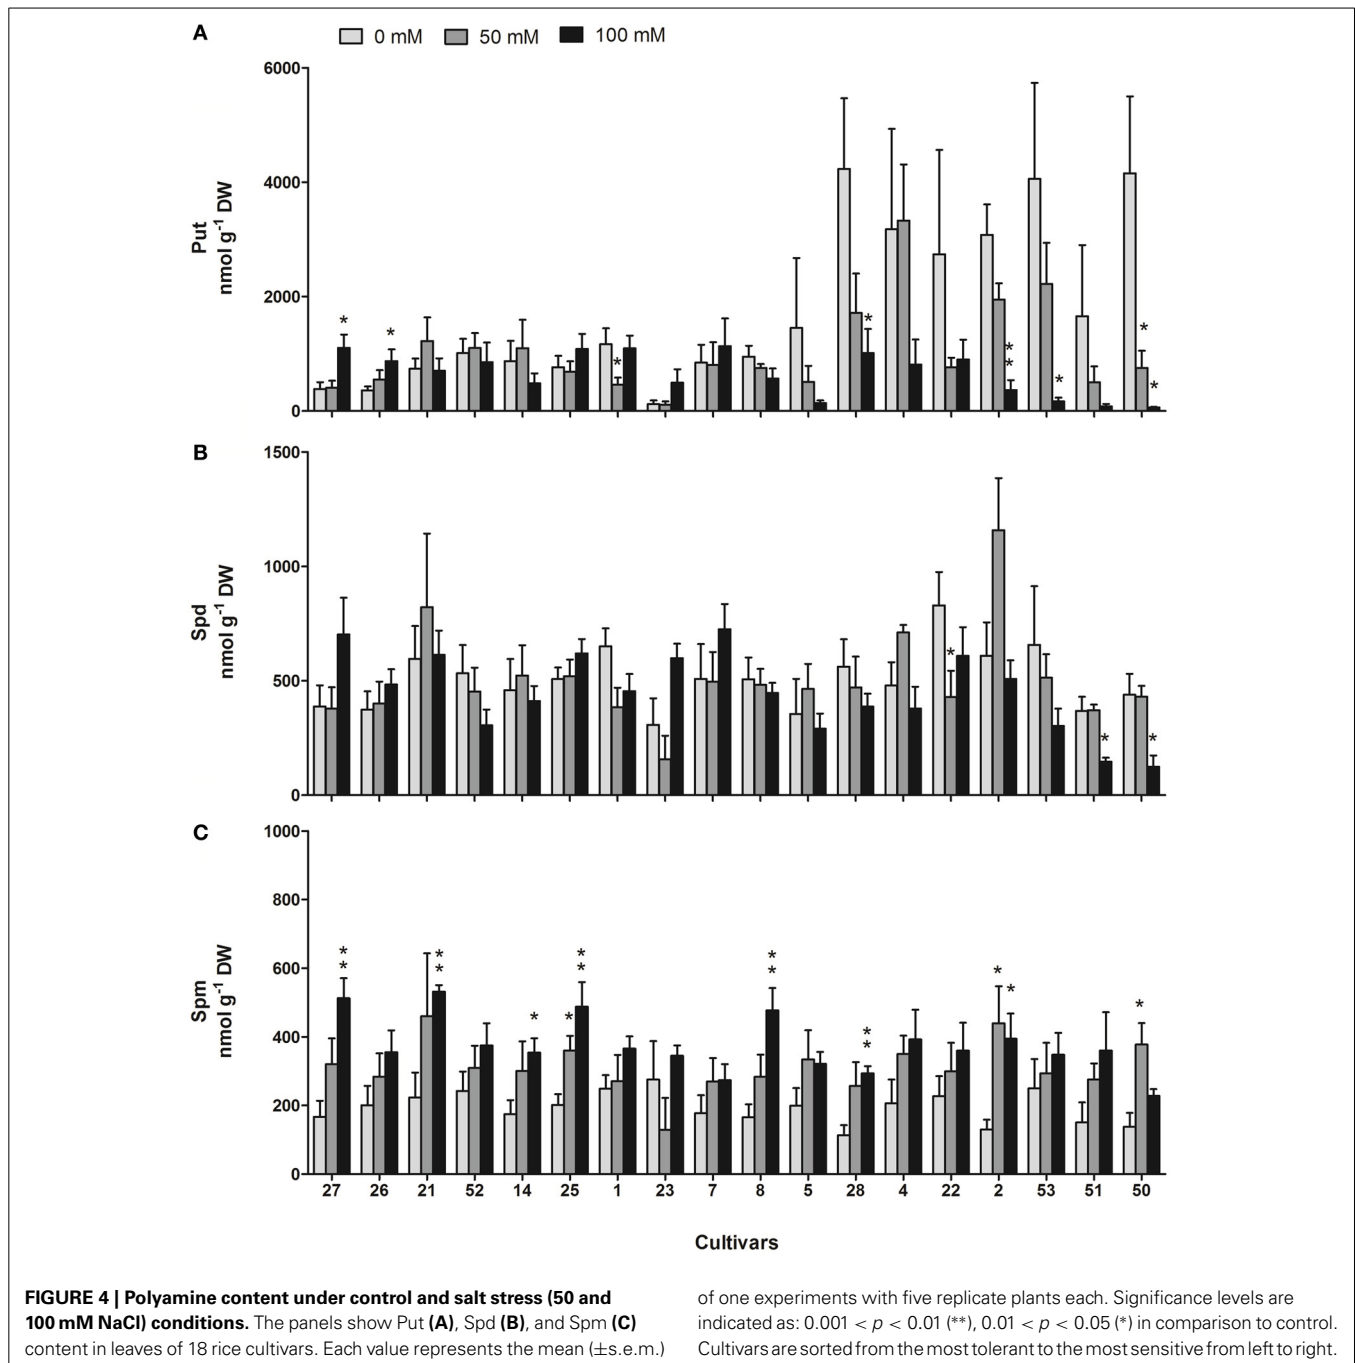 A
0 mM 50 mM 100 mM
6000
4000
2000
0
Put
nmol g⁻¹ DW
* * * * * * * * * *
B
1500
1000
500
0
Spd
nmol g⁻¹ DW
* * *
C
1000
800
600
400
200
0
Spm
nmol g⁻¹ DW
** ** * * ** ** ** * * *
27 26 21 52 14 25 1 23 7 8 5 28 4 22 2 53 51 50
Cultivars
FIGURE 4 | Polyamine content under control and salt stress (50 and
100 mM NaCl) conditions. The panels show Put (A), Spd (B), and Spm (C)
content in leaves of 18 rice cultivars. Each value represents the mean (±s.e.m.)
of one experiments with five replicate plants each. Significance levels are
indicated as: 0.001 < p < 0.01 (**), 0.01 < p < 0.05 (*) in comparison to control.
Cultivars are sorted from the most tolerant to the most sensitive from left to right.